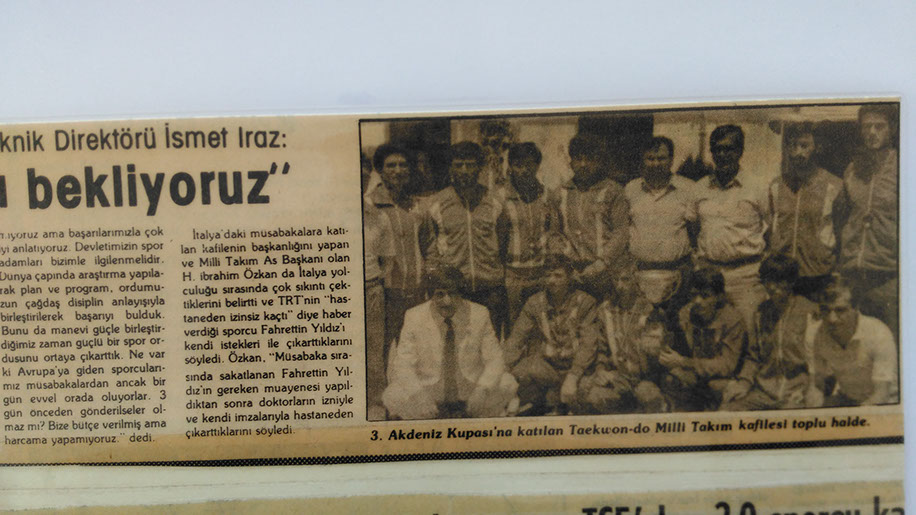 knik Direktörü İsmet Iraz:
bekliyoruz"
ıyoruz ama başarılarımızla çok
yi anlatıyoruz. Devletimizin spor
adamları bizimle ilgilenmelidir.
Dünya çapında araştırma yapıla-
rak plan ve program, ordumu-
zun çağdaş disiplin anlayışıyla
birleştirilerek başarıyı bulduk.
Bunu da manevi güçle birleştir-
diğimiz zaman güçlü bir spor or-
dusunu ortaya çıkarttık. Ne var
ki Avrupa'ya giden sporcuları-
mız müsabakalardan ancak bir
gün evvel orada oluyorlar. 3
gün önceden gönderilseler ol-
maz mı? Bize bütçe verilmiş ama
harcama yapamıyoruz." dedi.
İtalya'daki müsabakalara katı-
lan kafilenin başkanlığını yapan
ve Milli Takım As Başkanı olan
H. ibrahim Özkan da İtalya yol-
culuğu sırasında çok sıkıntı çek-
tiklerini belirtti ve TRT'nin "has-
taneden izinsiz kaçtı" diye haber
verdiği sporcu Fahrettin Yıldız'ı
kendi istekleri ile çıkarttıklarını
söyledi. Özkan, "Müsabaka sıra-
sında sakatlanan Fahrettin Yıl-
dız'ın gereken muayenesi yapıl-
dıktan sonra doktorların izniyle
ve kendi imzalarıyla hastaneden
çıkarttıklarını söyledi.
3. Akdeniz Kupası'na katılan Taekwon-do Milli Takım kafilesi toplu halde.